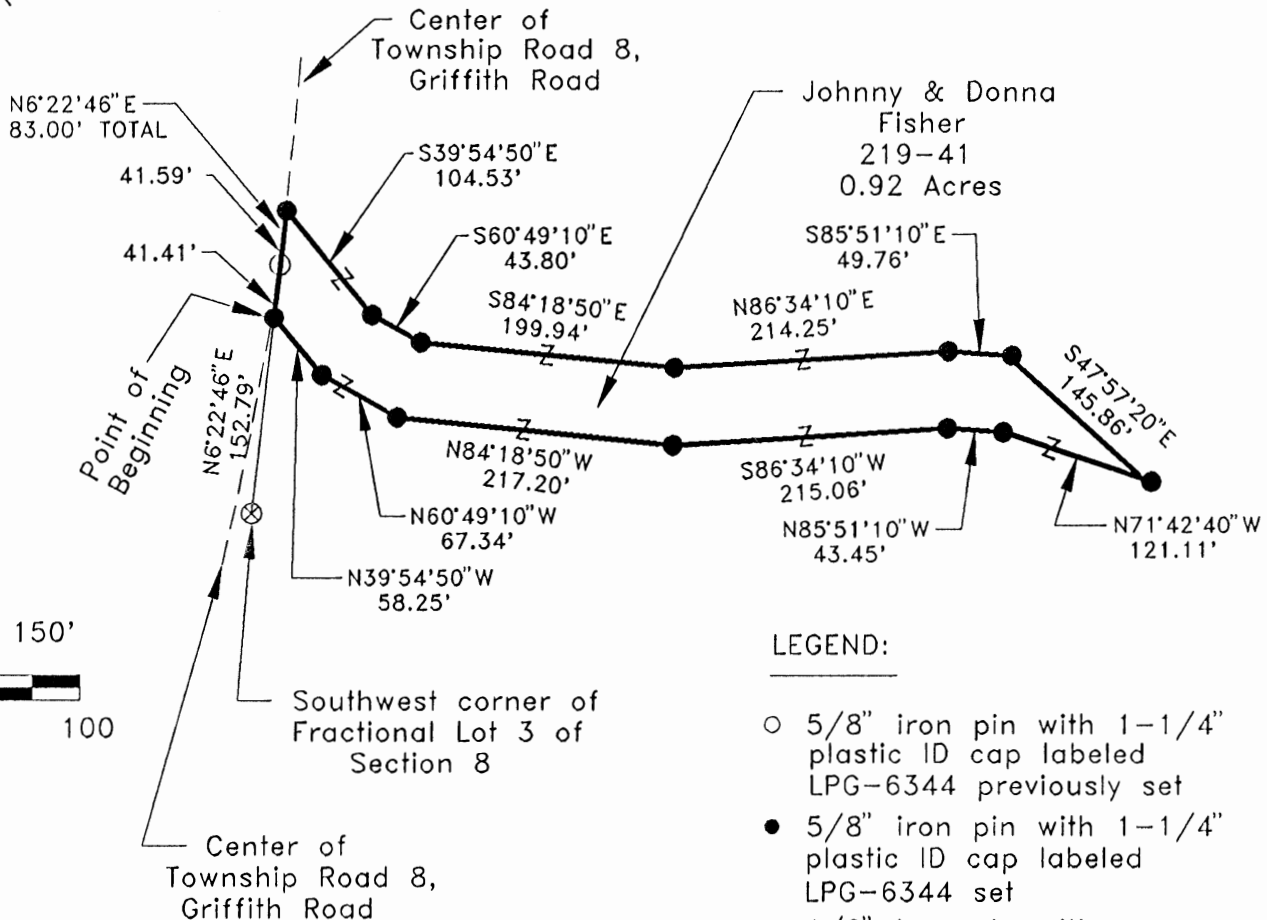 Center of
Township Road 8,
Griffith Road
N6°22'46"E
83.00' TOTAL
41.59'
41.41'
S39°54'50"E
104.53'
S60°49'10"E
43.80'
S84°18'50"E
199.94'
Johnny & Donna
Fisher
219-41
0.92 Acres
N86°34'10"E
214.25'
S85°51'10"E
49.76'
S47°57'20"E
145.86'
Point of
Beginning
N6°22'46"E
152.79'
N84°18'50"W
217.20'
S86°34'10"W
215.06'
N60°49'10"W
67.34'
N85°51'10"W
43.45'
N71°42'40"W
121.11'
N39°54'50"W
58.25'
150'
100
Southwest corner of
Fractional Lot 3 of
Section 8
Center of
Township Road 8,
Griffith Road
LEGEND:
5/8" iron pin with 1-1/4"
plastic ID cap labeled
LPG-6344 previously set
5/8" iron pin with 1-1/4"
plastic ID cap labeled
LPG-6344 set